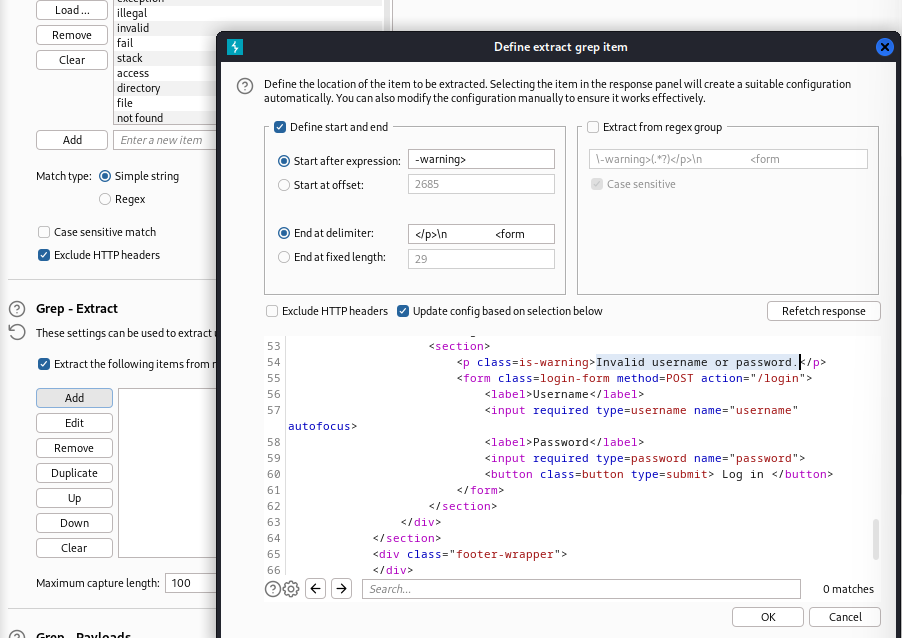 exception
Load ...
illegal
invalid
Remove
fail
Clear
stack
access
directory
file
not found
Add
Enter a new item
Match type:
Simple string
Regex
Case sensitive match
Exclude HTTP headers
Grep - Extract
These settings can be used to extract
Extract the following items from r
Add
Edit
Remove
Duplicate
Up
Down
Clear
Maximum capture length:
100
Grep - Payloads
Define extract grep item
Define the location of the item to be extracted. Selecting the item in the response panel will create a suitable configuration
automatically. You can also modify the configuration manually to ensure it works effectively.
Define start and end
Start after expression:
-warning>
Start at offset:
2685
End at delimiter:
</p>\n                <form
End at fixed length:
29
Extract from regex group
\-warning>(.*?)</p>\n                <form
Case sensitive
Exclude HTTP headers
Update config based on selection below
Refetch response
53 <section>
54 <p class=is-warning>Invalid username or password.</p>
55 <form class=login-form method=POST action="/login">
56 <label>Username</label>
57 <input required type=username name="username"
autofocus>
58 <label>Password</label>
59 <input required type=password name="password">
60 <button class=button type=submit> Log in </button>
61 </form>
62 </section>
63 </div>
64 </section>
65 <div class="footer-wrapper">
66 </div>
Search...
0 matches
OK
Cancel